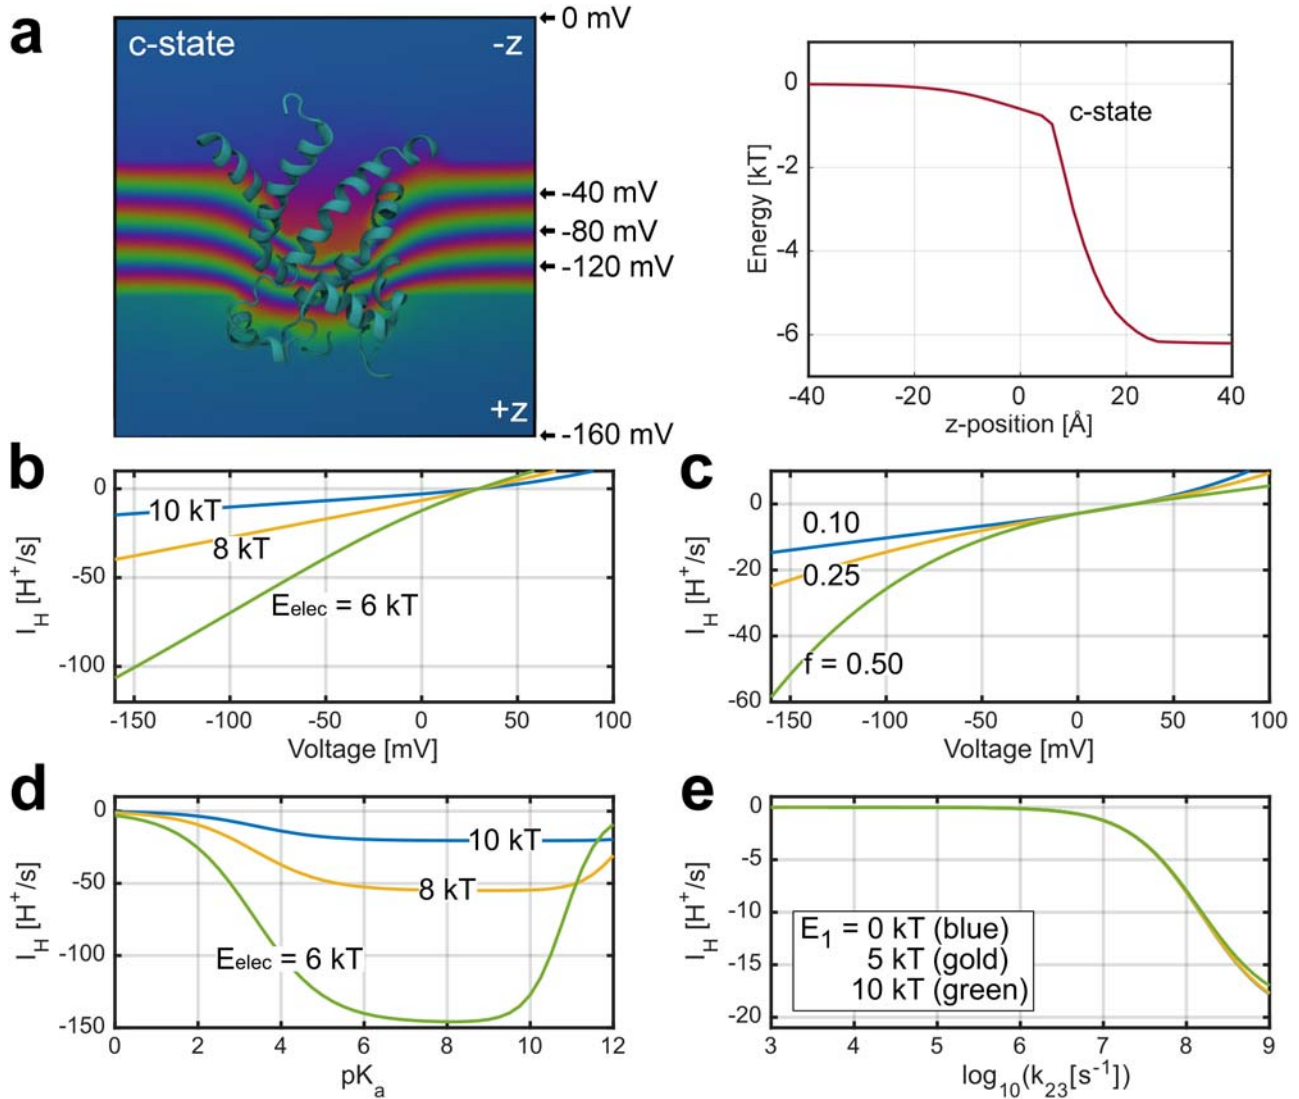 a
c-state
-z
+z
0 mV
-40 mV
-80 mV
-120 mV
-160 mV
Energy [kT]
0
-2
-4
-6
c-state
-40
-20
0
20
40
z-position [Å]
b
I_H [H⁺/s]
0
-50
-100
10 kT
8 kT
Eelec = 6 kT
-150
-100
-50
0
50
100
Voltage [mV]
c
I_H [H⁺/s]
0
-20
-40
-60
0.10
0.25
f = 0.50
-150
-100
-50
0
50
100
Voltage [mV]
d
I_H [H⁺/s]
0
-50
-100
-150
10 kT
8 kT
Eelec = 6 kT
0
2
4
6
8
10
12
pKₐ
e
I_H [H⁺/s]
0
-5
-10
-15
-20
E₁ = 0 kT (blue)
5 kT (gold)
10 kT (green)
3
4
5
6
7
8
9
log₁₀(k₂₃[s⁻¹])